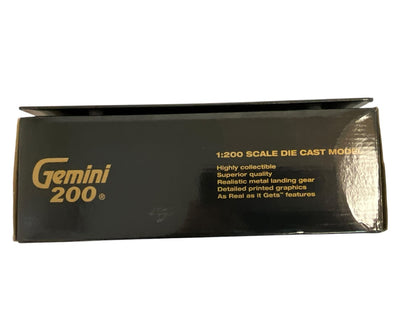 Gemini
200®
1:200 SCALE DIE CAST MODEL
Highly collectible
Superior quality
Realistic metal landing gear
Detailed printed graphics
As Real as it Gets™ features